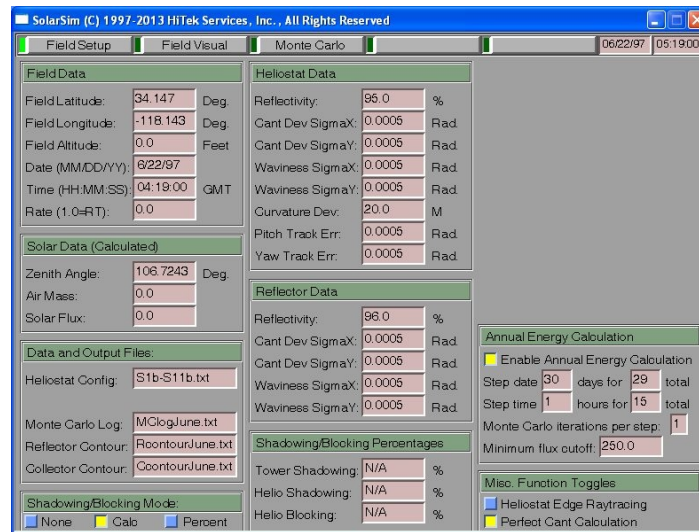 SolarSim (C) 1997-2013 HiTek Services, Inc., All Rights Reserved
Field Setup Field Visual Monte Carlo 06/22/97 05:19:00
Field Data
Field Latitude: 34.147 Deg.
Field Longitude: -118.143 Deg.
Field Altitude: 0.0 Feet
Date (MM/DD/YY): 6/22/97
Time (HH:MM:SS): 04:19:00 GMT
Rate (1.0=RT): 0.0
Solar Data (Calculated)
Zenith Angle: 106.7243 Deg.
Air Mass: 0.0
Solar Flux: 0.0
Data and Output Files:
Heliostat Config: S1b-S11b.txt
Monte Carlo Log: MClogJune.txt
Reflector Contour: RcontourJune.txt
Collector Contour: CcontourJune.txt
Shadowing/Blocking Mode:
None Calc Percent
Heliostat Data
Reflectivity: 95.0 %
Cant Dev SigmaX: 0.0005 Rad.
Cant Dev SigmaY: 0.0005 Rad.
Waviness SigmaX: 0.0005 Rad.
Waviness SigmaY: 0.0005 Rad.
Curvature Dev: 20.0 M
Pitch Track Err: 0.0005 Rad.
Yaw Track Err: 0.0005 Rad.
Reflector Data
Reflectivity: 96.0 %
Cant Dev SigmaX: 0.0005 Rad.
Cant Dev SigmaY: 0.0005 Rad.
Waviness SigmaX: 0.0005 Rad.
Waviness SigmaY: 0.0005 Rad.
Shadowing/Blocking Percentages
Tower Shadowing: N/A %
Helio Shadowing: N/A %
Helio Blocking: N/A %
Annual Energy Calculation
Enable Annual Energy Calculation
Step date 30 days for 29 total
Step time 1 hours for 15 total
Monte Carlo iterations per step: 1
Minimum flux cutoff: 250.0
Misc. Function Toggles
Heliostat Edge Raytracing
Perfect Cant Calculation